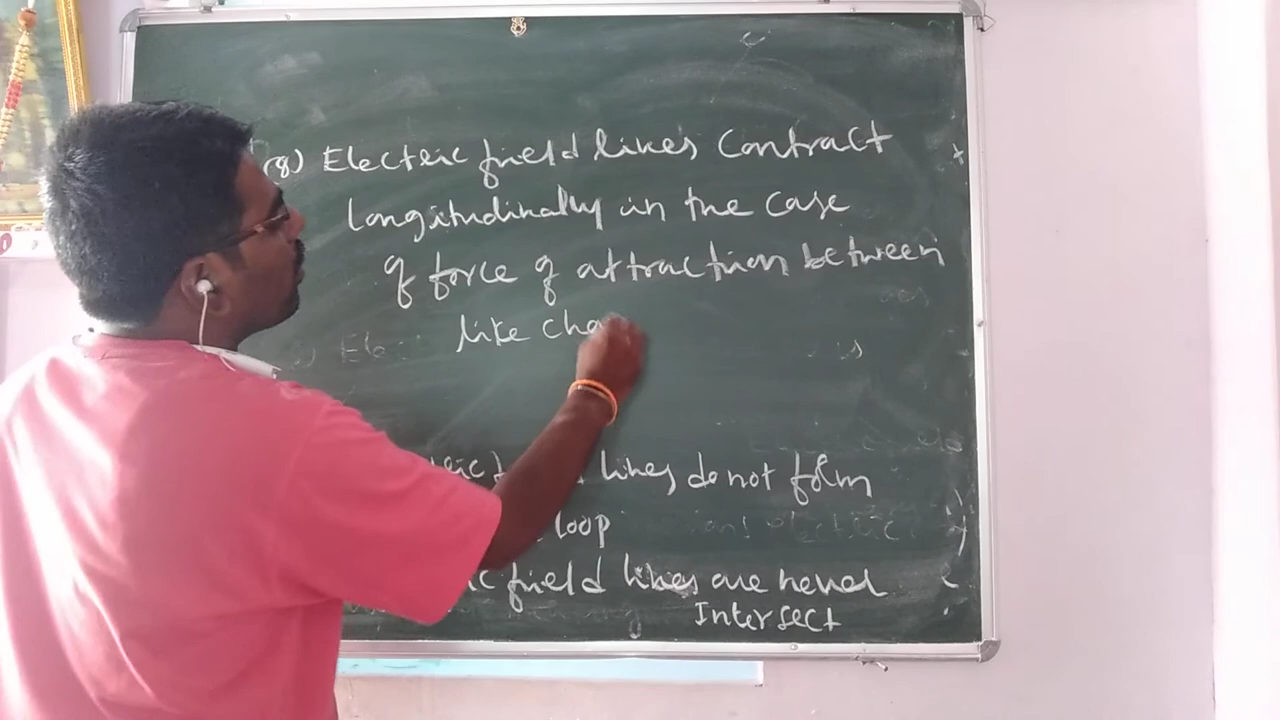 8) Electric field lines Contract
longitudinally in the case
of force of attraction between
like cha
lines do not form
loop
field lines are never
Intersect